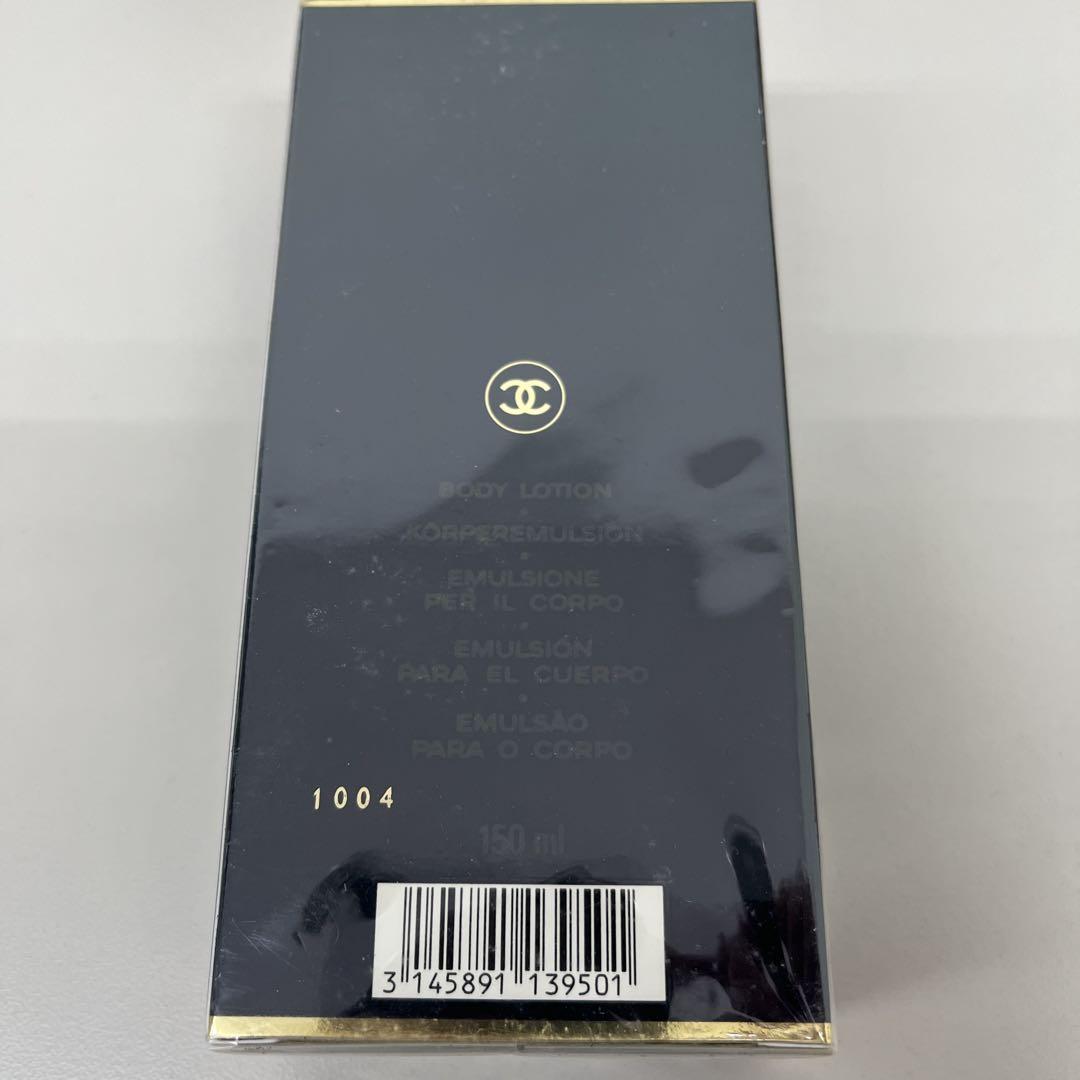 BODY LOTION
KÖRPEREMULSION
EMULSIONE
PER IL CORPO
EMULSIÓN
PARA EL CUERPO
EMULSÃO
PARA O CORPO
1004
150 ml
3 145891 139501